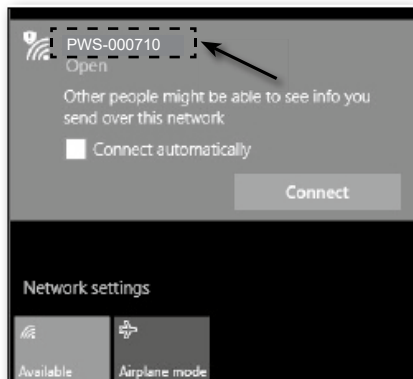 PWS-000710
Open
Other people might be able to see info you
send over this network
Connect automatically
Connect
Network settings
Available
Airplane mode